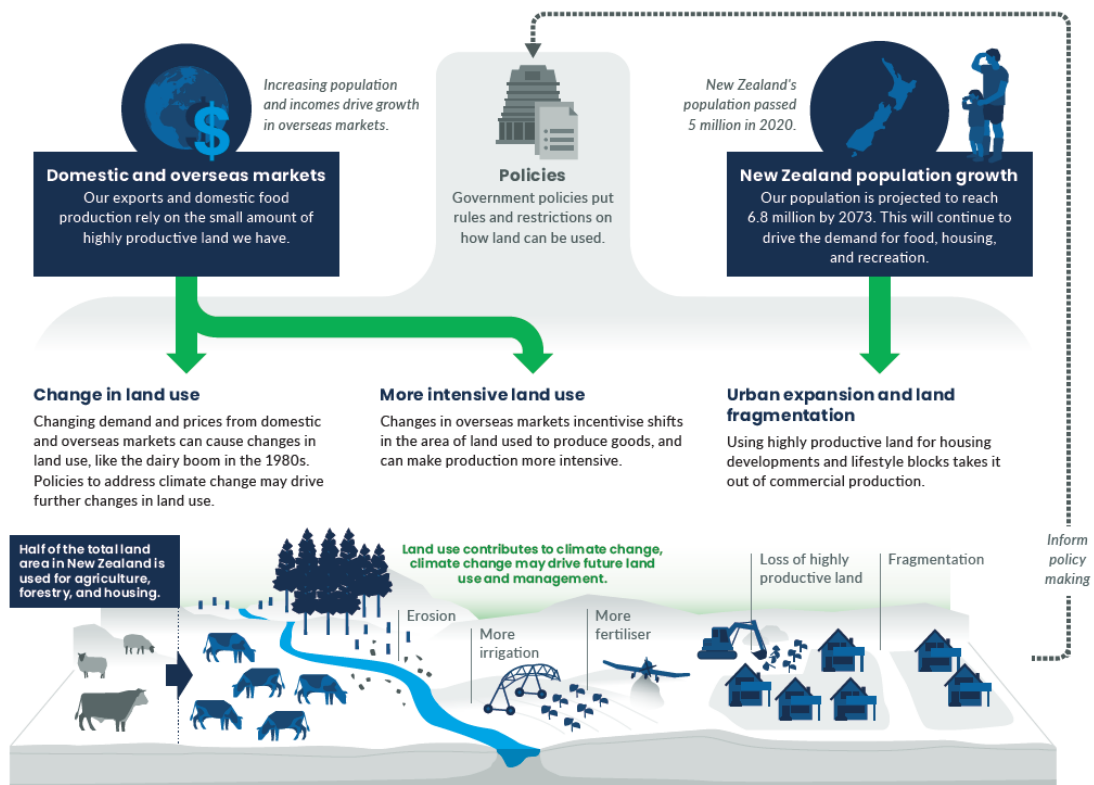 Increasing population
and incomes drive growth
in overseas markets.
Domestic and overseas markets
Our exports and domestic food
production rely on the small amount of
highly productive land we have.
$
Policies
Government policies put
rules and restrictions on
how land can be used.
New Zealand's
population passed
5 million in 2020.
New Zealand population growth
Our population is projected to reach
6.8 million by 2073. This will continue to
drive the demand for food, housing,
and recreation.
Change in land use
Changing demand and prices from domestic
and overseas markets can cause changes in
land use, like the dairy boom in the 1980s.
Policies to address climate change may drive
further changes in land use.
More intensive land use
Changes in overseas markets incentivise shifts
in the area of land used to produce goods, and
can make production more intensive.
Urban expansion and land
fragmentation
Using highly productive land for housing
developments and lifestyle blocks takes it
out of commercial production.
Half of the total land
area in New Zealand is
used for agriculture,
forestry, and housing.
Land use contributes to climate change,
climate change may drive future land
use and management.
Erosion
More
irrigation
More
fertiliser
Loss of highly
productive land
Fragmentation
Inform
policy
making